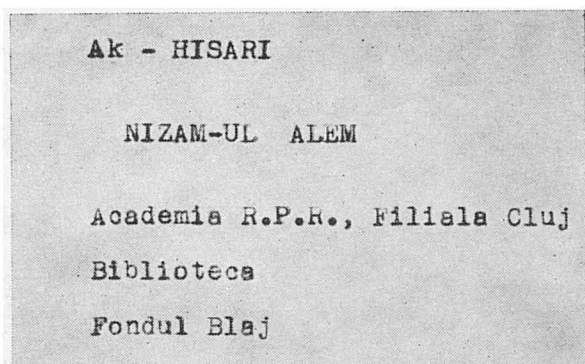 Ak - HISARI
NIZAM-UL ALEM
Academia R.P.R., Filiala Cluj
Biblioteca
Fondul Blaj